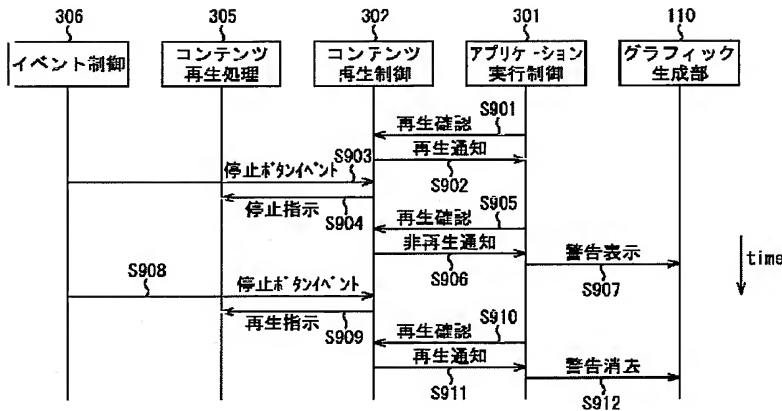 306
305
302
301
110
イベント制御
コンテンツ
再生処理
コンテンツ
再生制御
アプリケーション
実行制御
グラフィック
生成部
S901
再生確認
再生通知
S902
S903
停止ボタンイベント
停止指示
S904
S905
再生確認
非再生通知
S906
警告表示
S907
time
S908
停止ボタンイベント
再生指示
S909
S910
再生確認
再生通知
S911
警告消去
S912